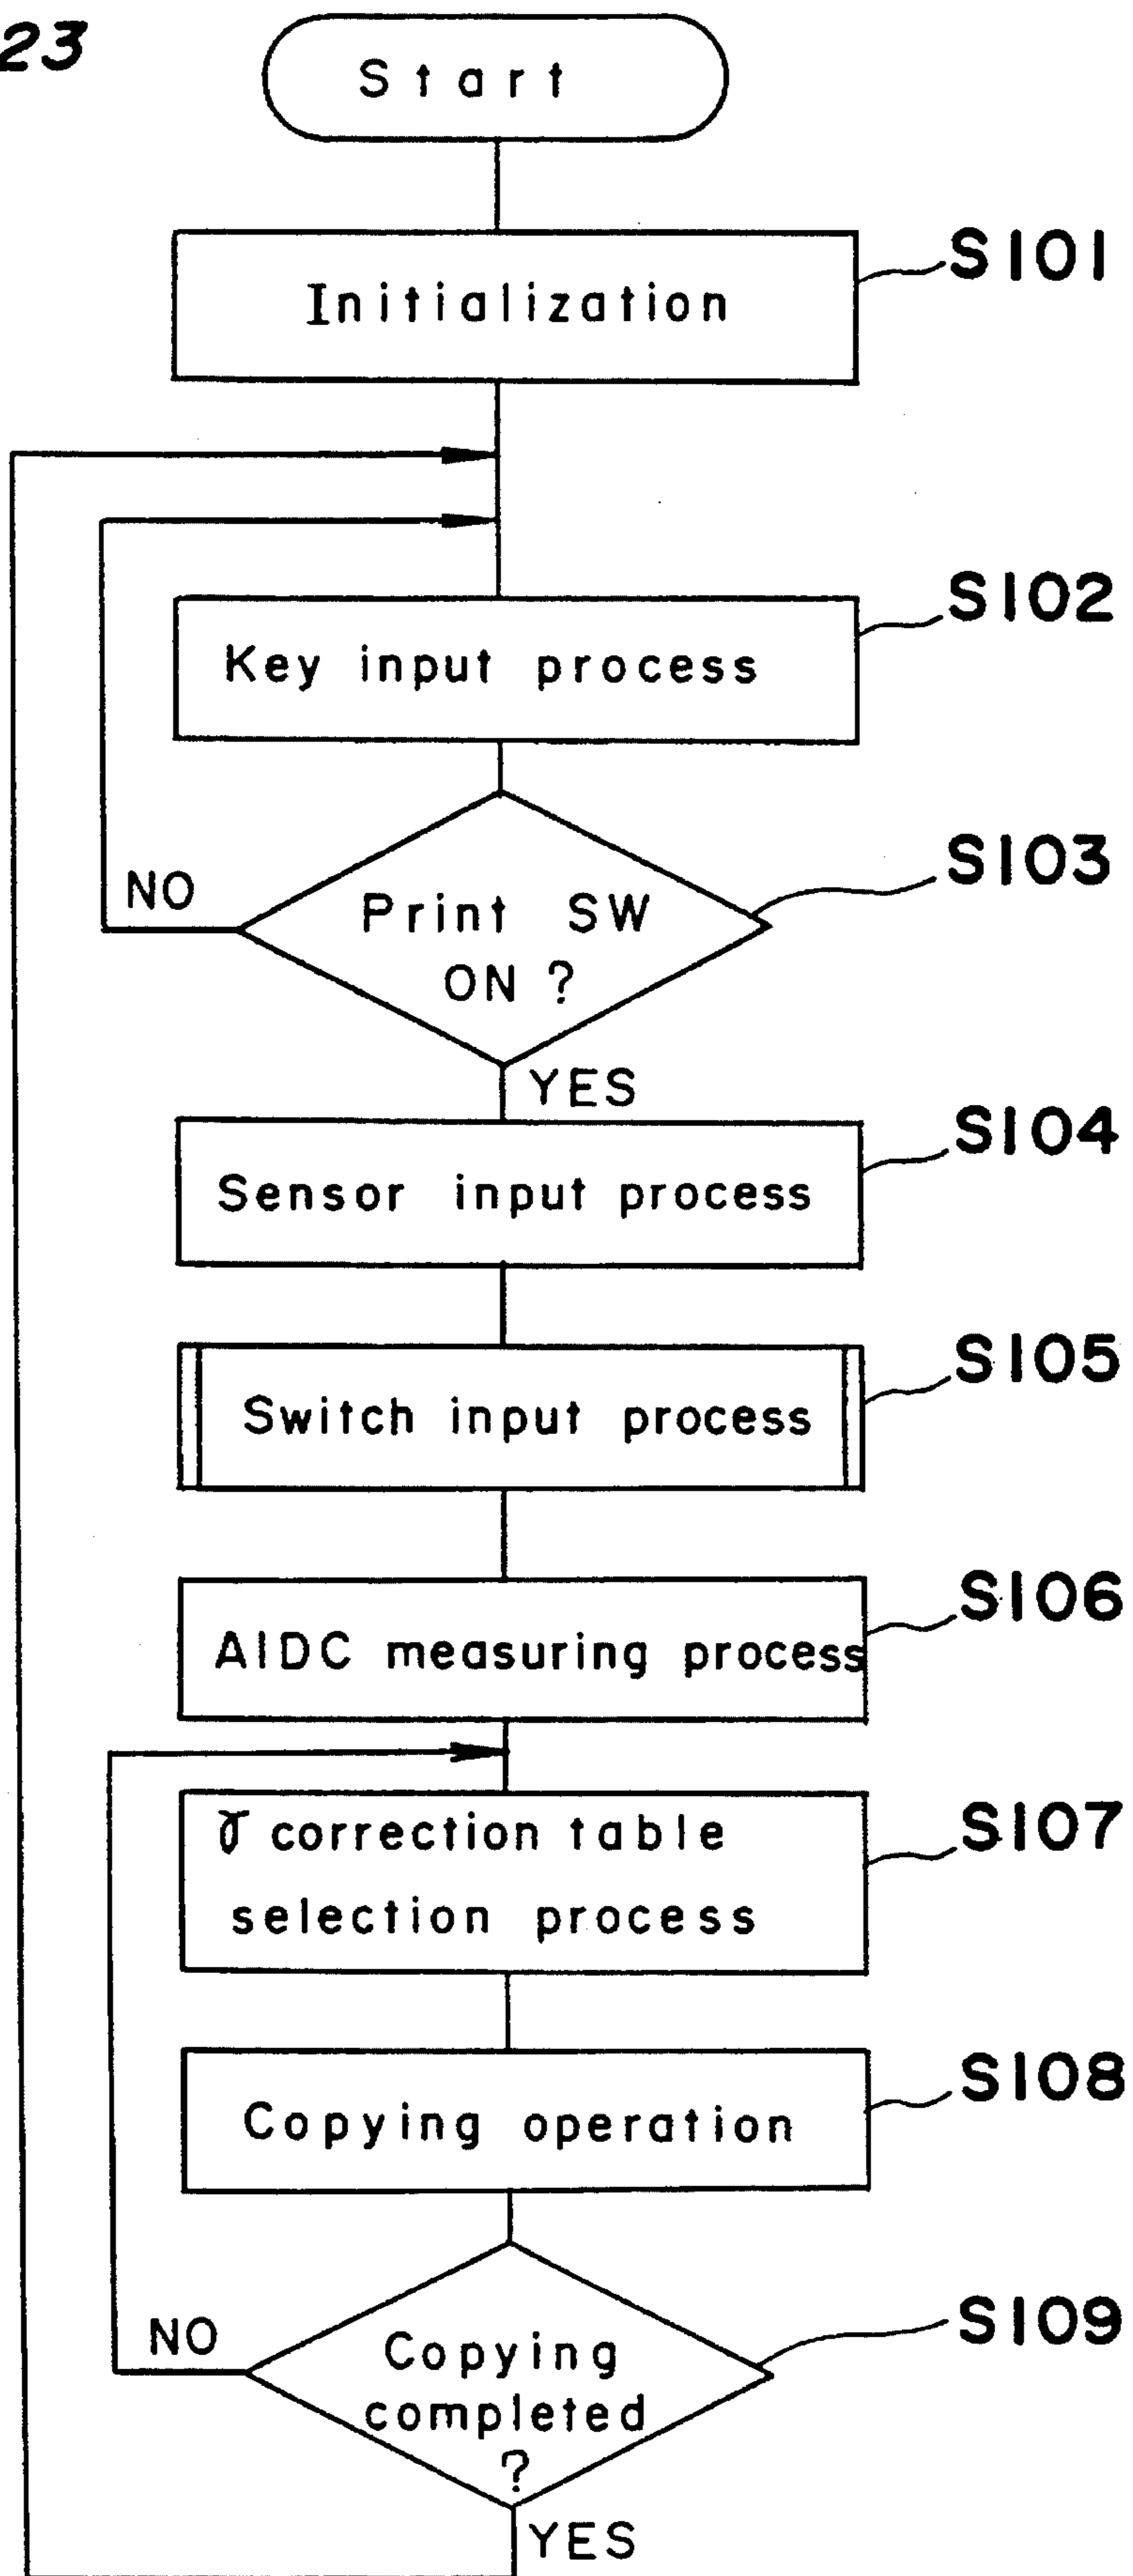 23
Start
S101
Initialization
S102
Key input process
S103
NO
Print SW
ON ?
YES
S104
Sensor input process
S105
Switch input process
S106
AIDC measuring process
S107
γ correction table
selection process
S108
Copying operation
S109
NO
Copying
completed
?
YES